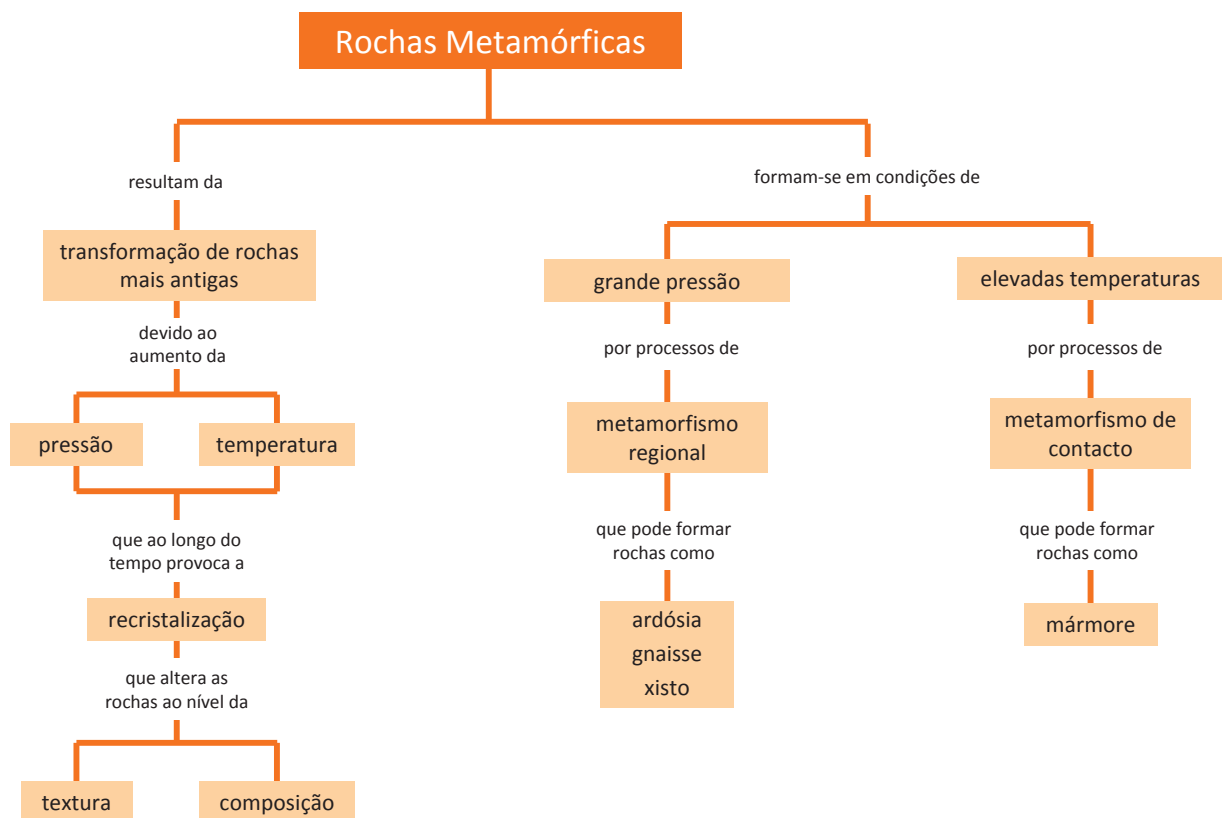 Rochas Metamórficas
resultam da
transformação de rochas
mais antigas
devido ao
aumento da
pressão
temperatura
que ao longo do
tempo provoca a
recristalização
que altera as
rochas ao nível da
textura
composição
formam-se em condições de
grande pressão
por processos de
metamorfismo
regional
que pode formar
rochas como
ardósia
gnaisse
xisto
elevadas temperaturas
por processos de
metamorfismo de
contacto
que pode formar
rochas como
mármore